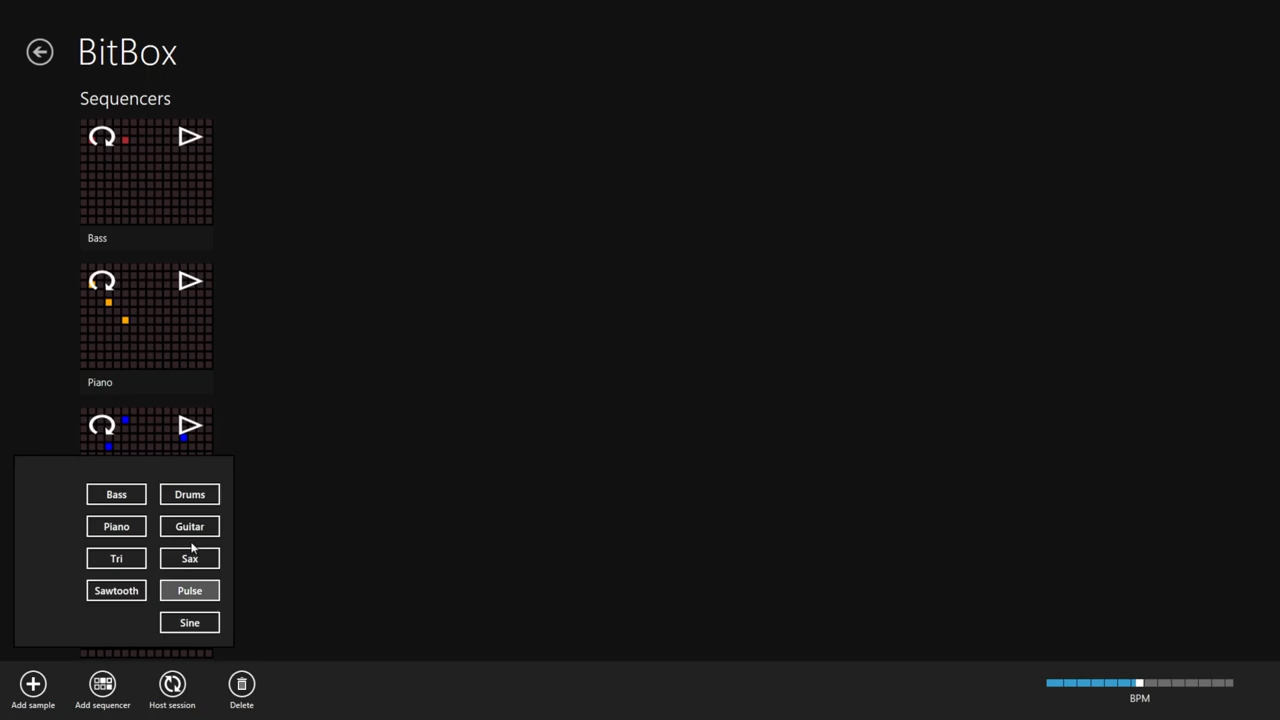 BitBox
Sequencers
Bass
Piano
Bass Drums
Piano Guitar
Tri Sax
Sawtooth Pulse
Sine
Add sample Add sequencer Host session Delete
BPM